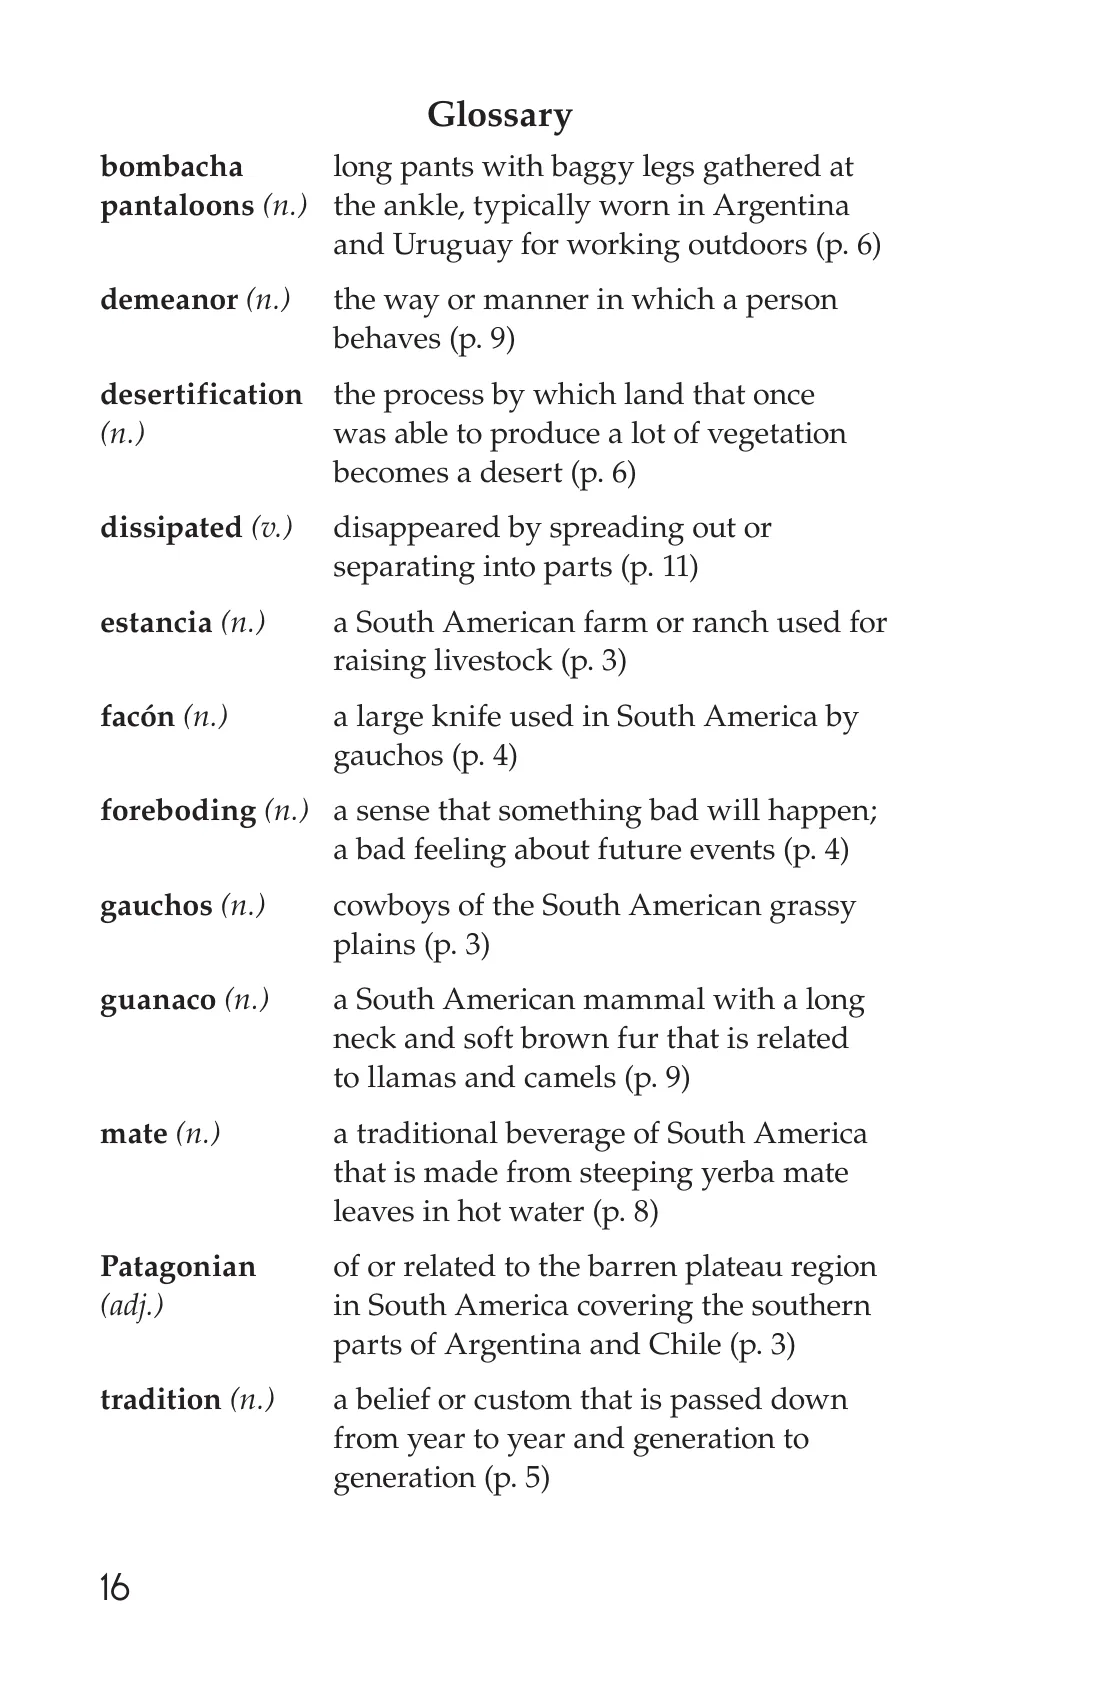 Glossary
bombacha long pants with baggy legs gathered at
pantaloons (n.) the ankle, typically worn in Argentina
and Uruguay for working outdoors (p. 6)
demeanor (n.) the way or manner in which a person
behaves (p. 9)
desertification the process by which land that once
(n.) was able to produce a lot of vegetation
becomes a desert (p. 6)
dissipated (v.) disappeared by spreading out or
separating into parts (p. 11)
estancia (n.) a South American farm or ranch used for
raising livestock (p. 3)
facón (n.) a large knife used in South America by
gauchos (p. 4)
foreboding (n.) a sense that something bad will happen;
a bad feeling about future events (p. 4)
gauchos (n.) cowboys of the South American grassy
plains (p. 3)
guanaco (n.) a South American mammal with a long
neck and soft brown fur that is related
to llamas and camels (p. 9)
mate (n.) a traditional beverage of South America
that is made from steeping yerba mate
leaves in hot water (p. 8)
Patagonian of or related to the barren plateau region
(adj.) in South America covering the southern
parts of Argentina and Chile (p. 3)
tradition (n.) a belief or custom that is passed down
from year to year and generation to
generation (p. 5)
16